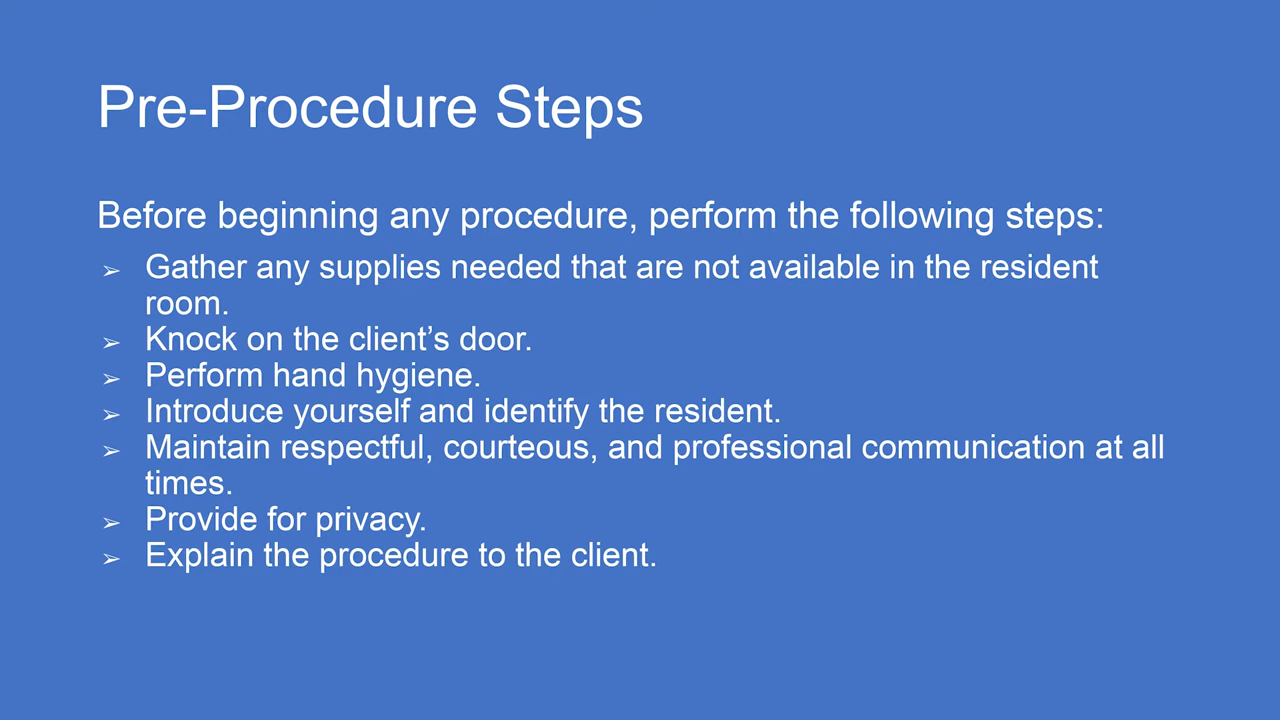 Pre-Procedure Steps
Before beginning any procedure, perform the following steps:
➢ Gather any supplies needed that are not available in the resident
room.
➢ Knock on the client’s door.
➢ Perform hand hygiene.
➢ Introduce yourself and identify the resident.
➢ Maintain respectful, courteous, and professional communication at all
times.
➢ Provide for privacy.
➢ Explain the procedure to the client.